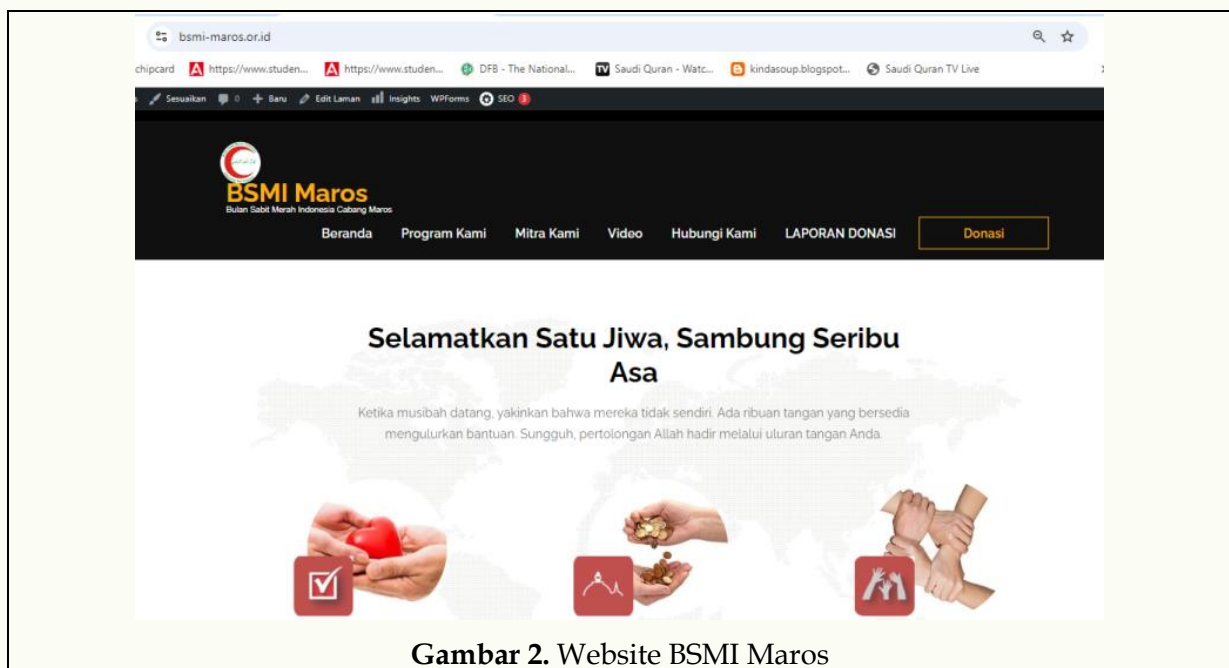 bsmi-maros.or.id
chipcard https://www.studen... https://www.studen... DFB - The National... Saudi Quran - Watc... kindasoup.blogspot... Saudi Quran TV Live
Sesuaikan 0 + Baru Edit Laman Insights WPForms SEO 3
BSMI Maros
Bulan Sabit Merah Indonesia Cabang Maros
Beranda Program Kami Mitra Kami Video Hubungi Kami LAPORAN DONASI Donasi
Selamatkan Satu Jiwa, Sambung Seribu
Asa
Ketika musibah datang, yakinkan bahwa mereka tidak sendiri. Ada ribuan tangan yang bersedia
mengulurkan bantuan. Sungguh, pertolongan Allah hadir melalui uluran tangan Anda.
Gambar 2. Website BSMI Maros